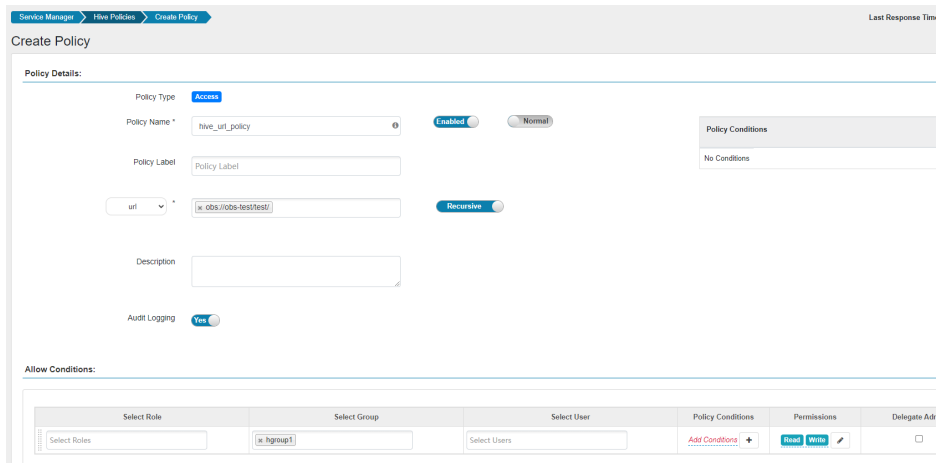 Service Manager Hive Policies Create Policy Last Response Time
Create Policy
Policy Details:
Policy Type Access
Policy Name * hive_url_policy Enabled Normal
Policy Conditions
No Conditions
Policy Label Policy Label
url * × obs://obs-test/test/ Recursive
Description
Audit Logging Yes
Allow Conditions:
Select Role Select Group Select User Policy Conditions Permissions Delegate Adr
Select Roles × hgroup1 Select Users Add Conditions + Read Write